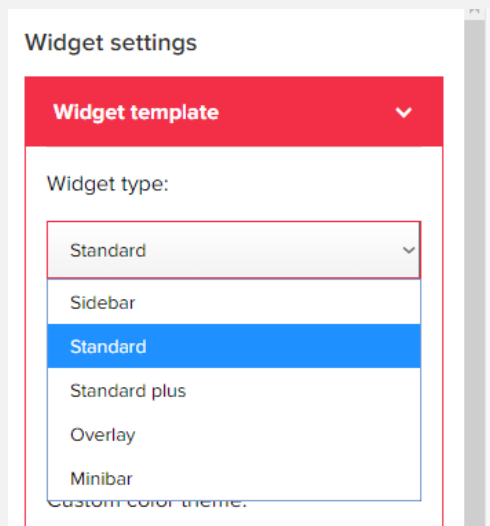 Widget settings
Widget template
Widget type:
Standard
Sidebar
Standard
Standard plus
Overlay
Minibar
Custom color theme: